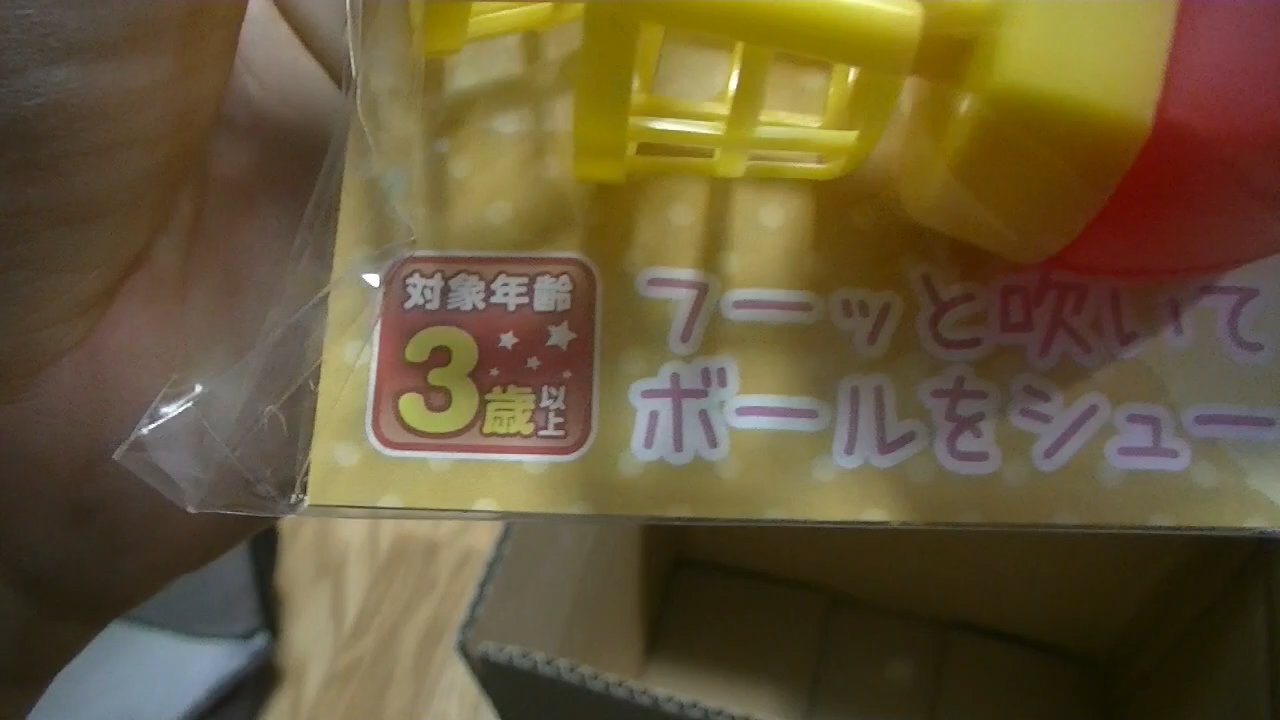 対象年齢
3歳以上
フーッと吹いて
ボールをシュー